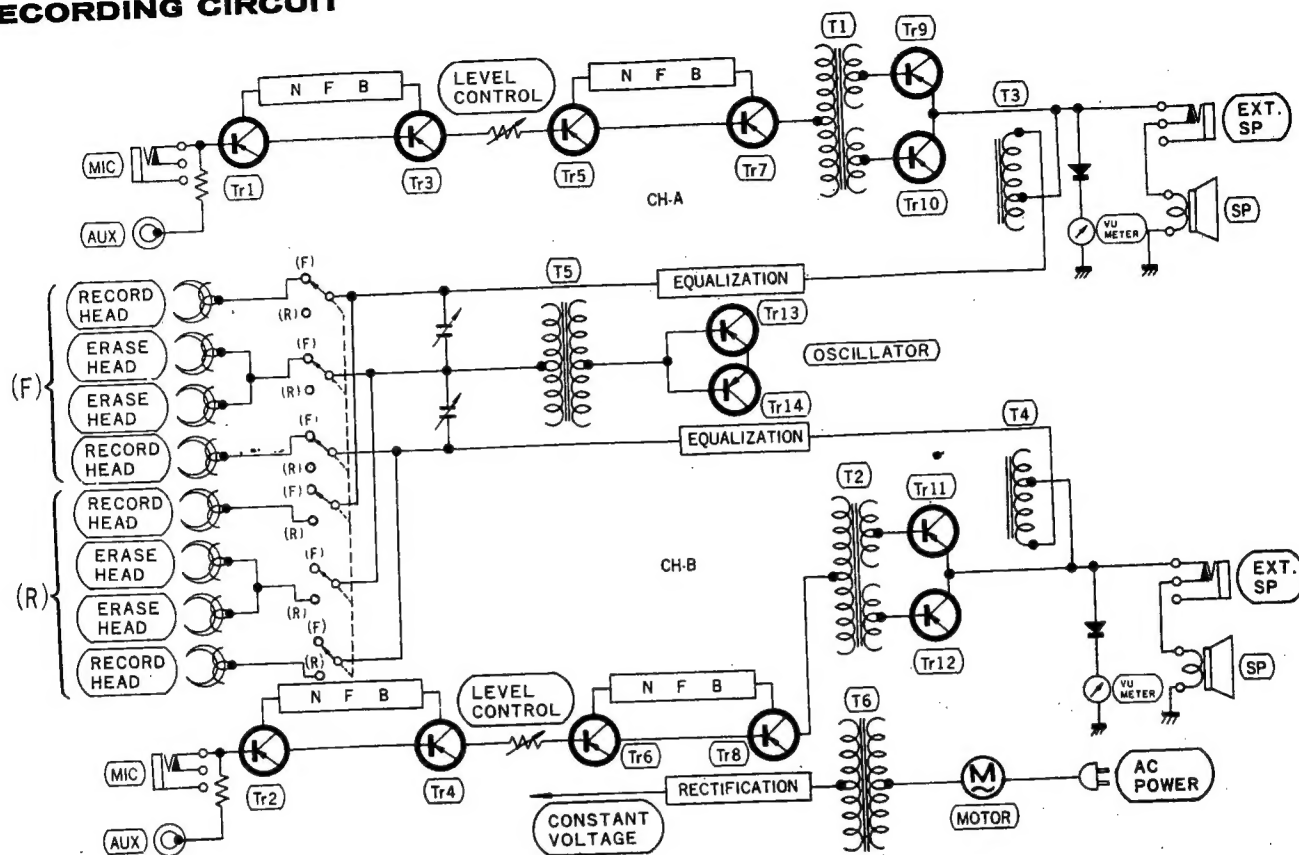 ECORDING CIRCUIT
T1
Tr9
N F B
LEVEL
CONTROL
N F B
T3
EXT.
SP
MIC
Tr1
Tr3
Tr5
Tr7
CH-A
Tr10
VU
METER
SP
AUX
(F)
RECORD
HEAD
(R)
T5
EQUALIZATION
Tr13
ERASE
HEAD
(F)
(R)
OSCILLATOR
(F)
ERASE
HEAD
Tr14
T4
(F)
RECORD
HEAD
(R)
EQUALIZATION
(F)
RECORD
HEAD
(R)
T2
Tr11
ERASE
HEAD
(F)
CH-B
EXT.
SP
(R)
ERASE
HEAD
(R)
(F)
RECORD
HEAD
(R)
Tr12
SP
VU
METER
N F B
LEVEL
CONTROL
N F B
T6
MIC
Tr2
Tr4
Tr6
Tr8
RECTIFICATION
M
AC
POWER
CONSTANT
VOLTAGE
MOTOR
AUX